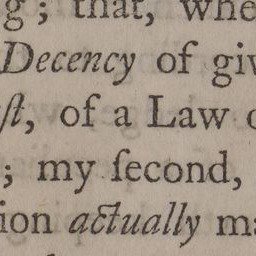 g; that, whe
Decency of giv
ſt, of a Law o
; my ſecond,
ion actually ma